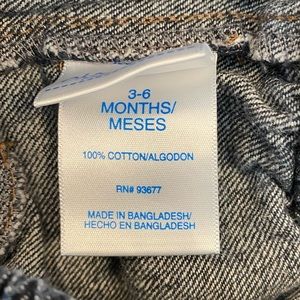 3-6
MONTHS/
MESES
100% COTTON/ALGODON
RN# 93677
MADE IN BANGLADESH/
HECHO EN BANGLADESH